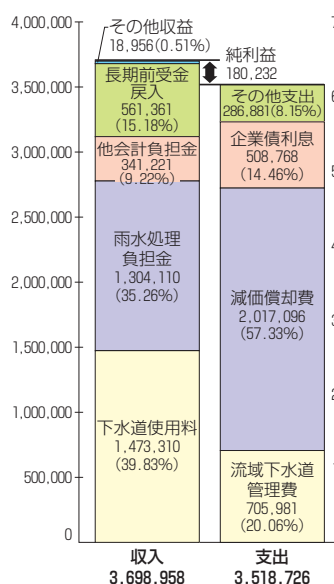 4,000,000
その他収益
18,956(0.51%)
純利益
180,232
3,500,000
長期前受金
戻入
561,361
(15.18%)
その他支出
286,881(8.15%)
3,000,000
他会計負担金
341,221
(9.22%)
企業債利息
508,768
(14.46%)
2,500,000
雨水処理
負担金
1,304,110
(35.26%)
2,000,000
減価償却費
2,017,096
(57.33%)
1,500,000
1,000,000
下水道使用料
1,473,310
(39.83%)
500,000
流域下水道
管理費
705,981
(20.06%)
0
収入
3,698,958
支出
3,518,726